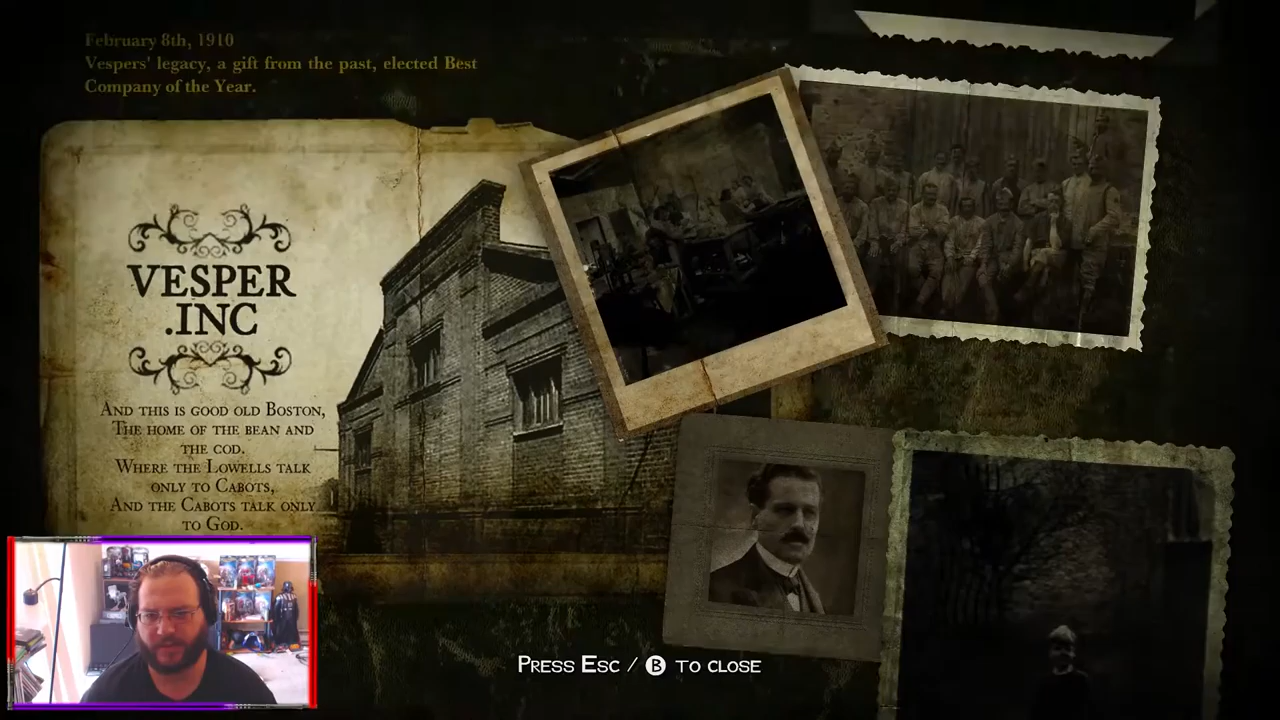 February 8th, 1910
Vespers' legacy, a gift from the past, elected Best
Company of the Year.
VESPER
.INC
And this is good old Boston,
The home of the bean and
the cod.
Where the Lowells talk
only to Cabots,
And the Cabots talk only
to God.
Press Esc / B to close